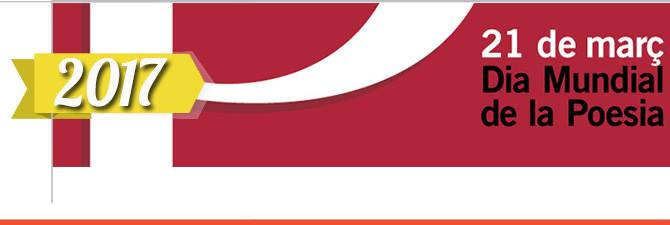 2017
21 de març
Dia Mundial
de la Poesia